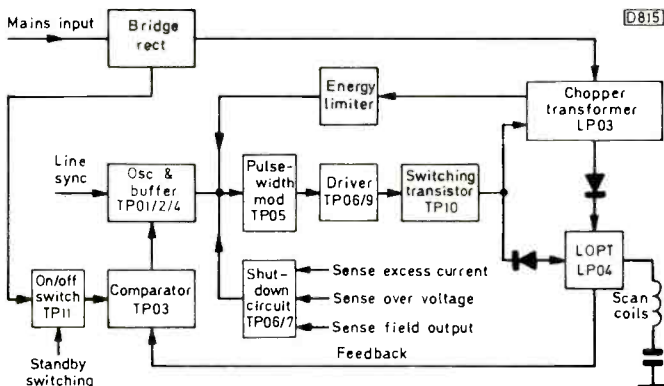 Mains input
Bridge
rect
D815
Energy
limiter
Chopper
transformer
LP03
Line
sync
Osc &
buffer
TP01/2/4
Pulse-
width
mod
TP05
Driver
TP06/9
Switching
transistor
TP10
LOPT
LP04
On/off
switch
TP11
Comparator
TP03
Shut-
down
circuit
TP06/7
Sense excess current
Sense over voltage
Sense field output
Scan
coils
Feedback
Standby
switching